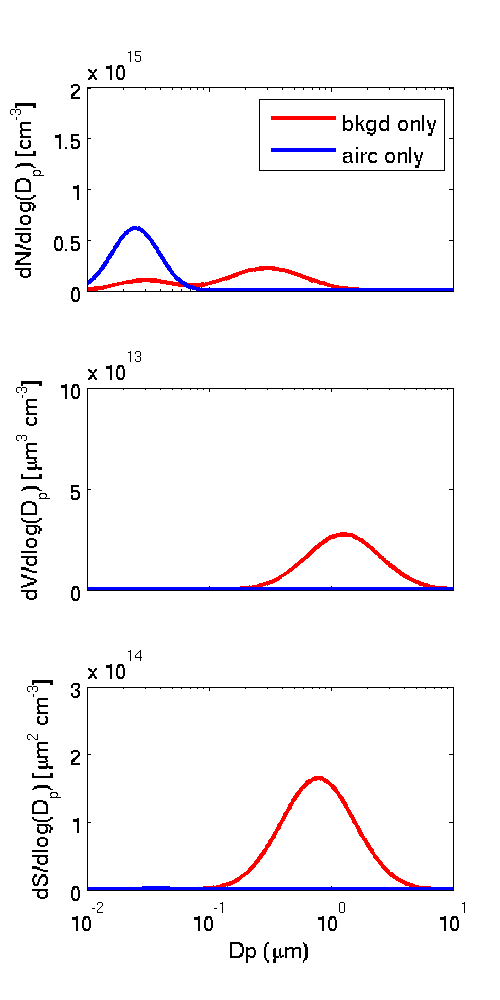 x 10^15
2
1.5
1
0.5
0
dN/dlog(D_p) [cm^-3]
bkgd only
airc only
x 10^13
10
5
0
dV/dlog(D_p) [μm^3 cm^-3]
x 10^14
3
2
1
0
dS/dlog(D_p) [μm^2 cm^-3]
10^-2 10^-1 10^0 10^1
Dp (μm)